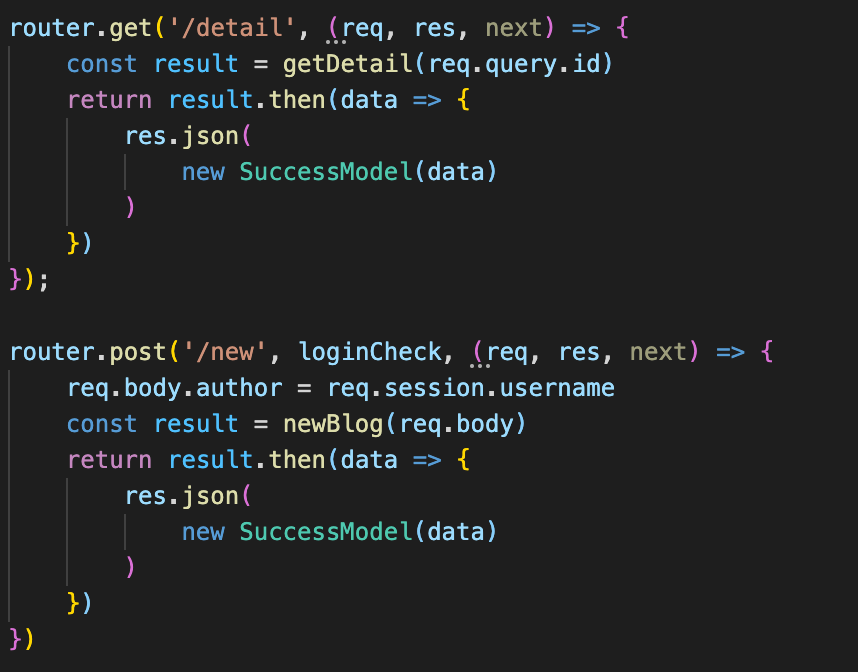 router.get('/detail', (req, res, next) => {
    const result = getDetail(req.query.id)
    return result.then(data => {
        res.json(
            new SuccessModel(data)
        )
    })
});

router.post('/new', loginCheck, (req, res, next) => {
    req.body.author = req.session.username
    const result = newBlog(req.body)
    return result.then(data => {
        res.json(
            new SuccessModel(data)
        )
    })
})